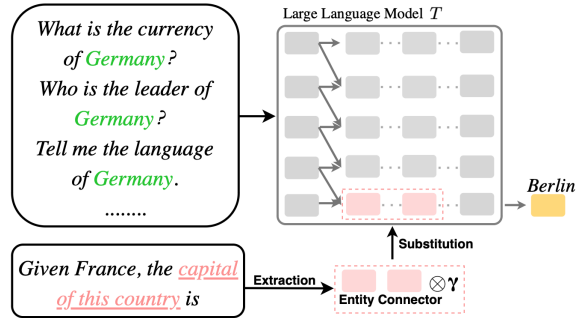 What is the currency
of Germany?
Who is the leader of
Germany?
Tell me the language
of Germany.
........
Large Language Model T
Berlin
Substitution
Given France, the capital
of this country is
Extraction
⊗γ
Entity Connector